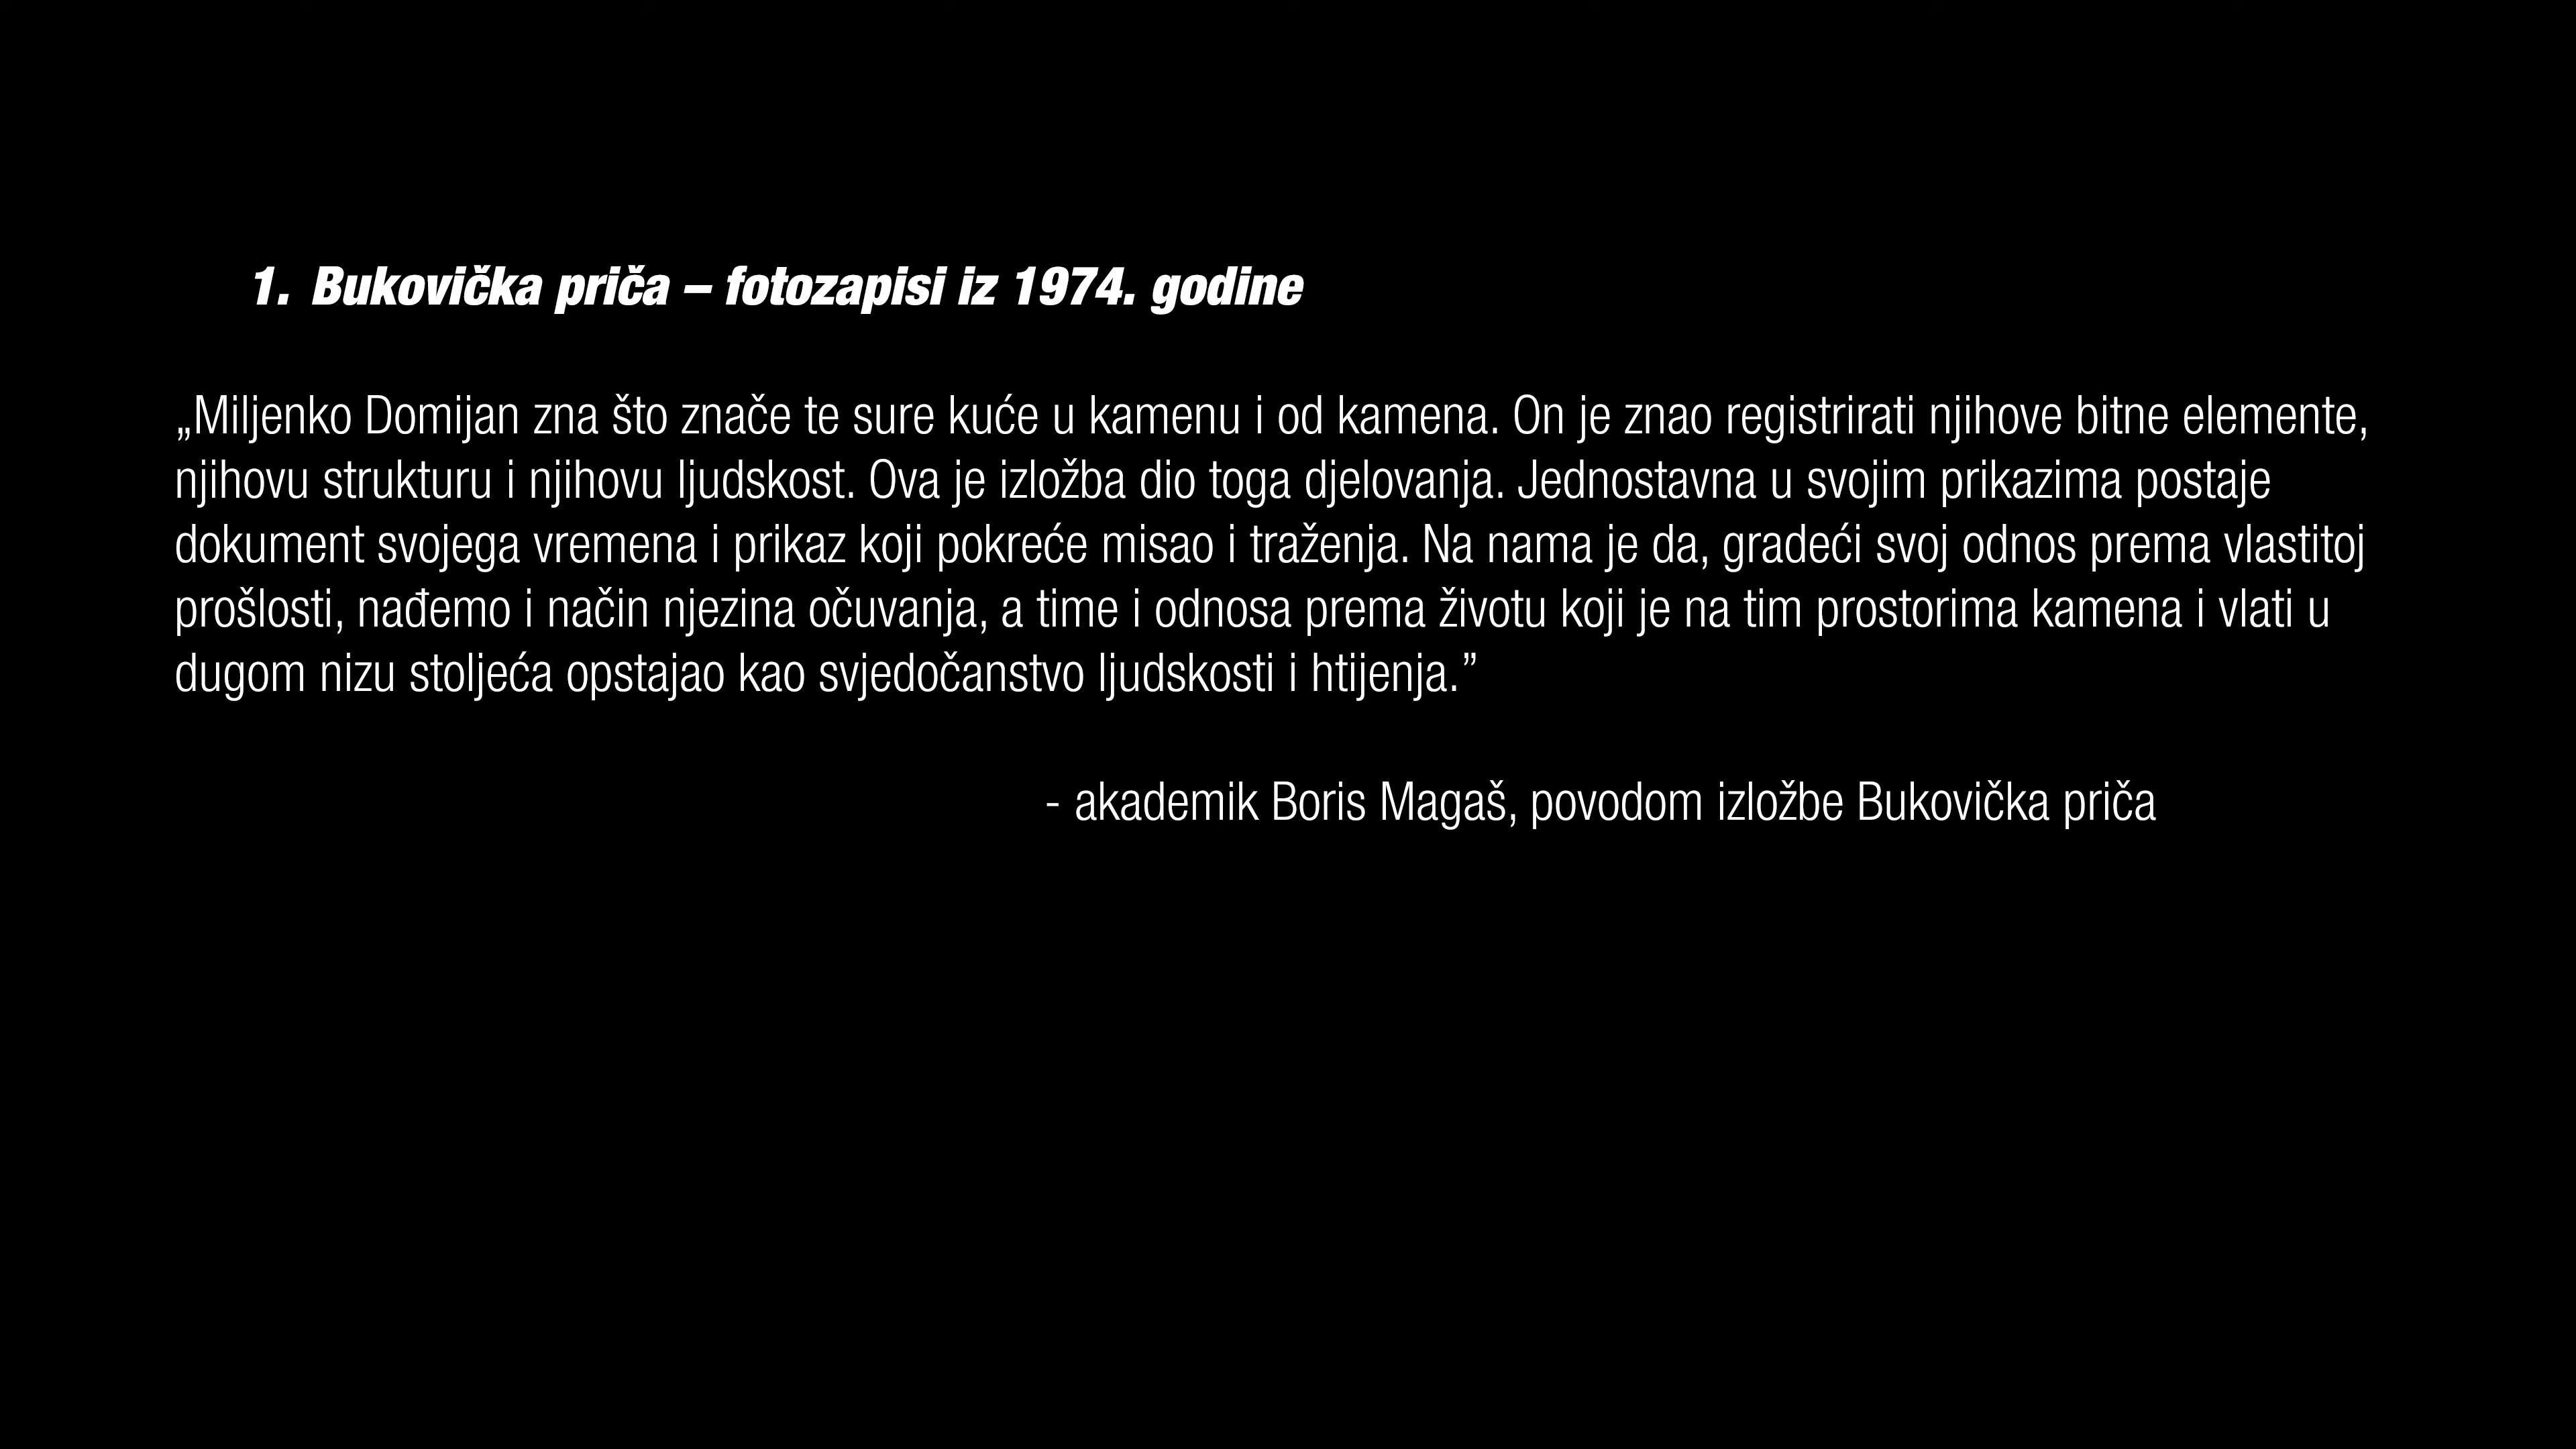 1. Bukovička priča – fotozapisi iz 1974. godine
„Miljenko Domijan zna što znače te sure kuće u kamenu i od kamena. On je znao registrirati njihove bitne elemente,
njihovu strukturu i njihovu ljudskost. Ova je izložba dio toga djelovanja. Jednostavna u svojim prikazima postaje
dokument svojega vremena i prikaz koji pokreće misao i traženja. Na nama je da, gradeći svoj odnos prema vlastitoj
prošlosti, nađemo i način njezina očuvanja, a time i odnosa prema životu koji je na tim prostorima kamena i vlati u
dugom nizu stoljeća opstajao kao svjedočanstvo ljudskosti i htijenja.”
- akademik Boris Magaš, povodom izložbe Bukovička priča